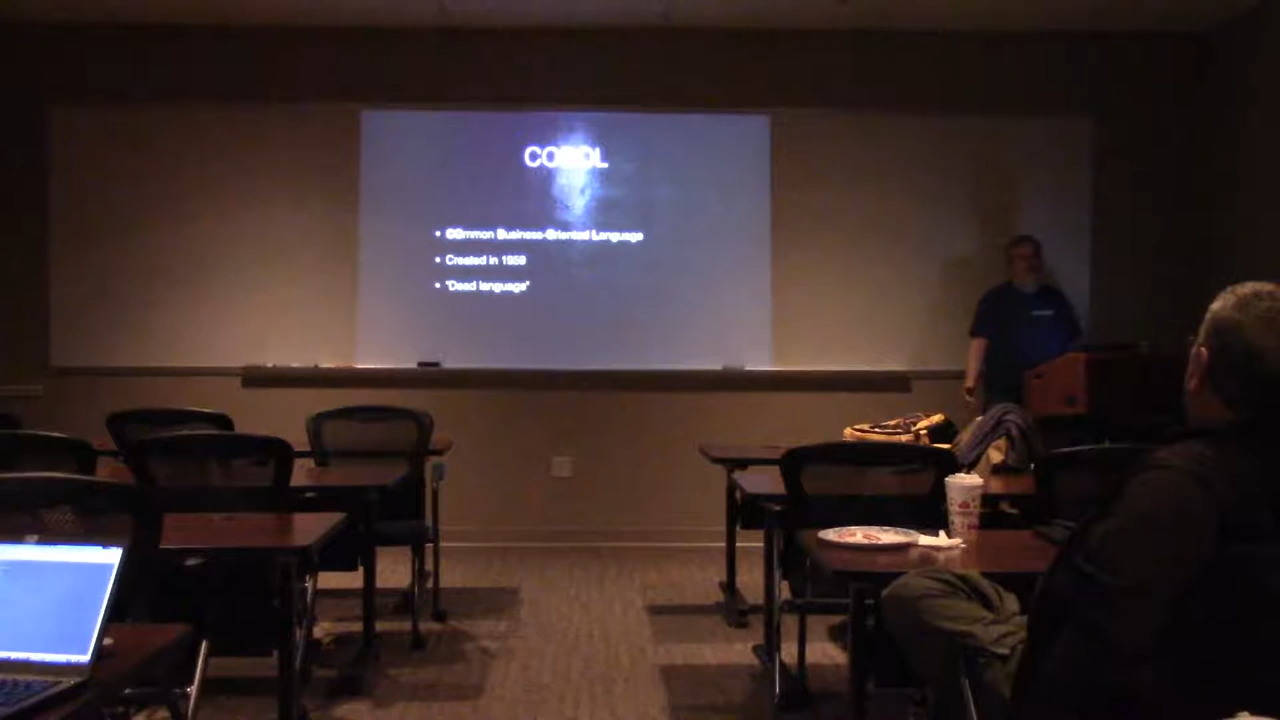 COBOL
• COmmon Business-Oriented Language
• Created in 1959
• "Dead language"